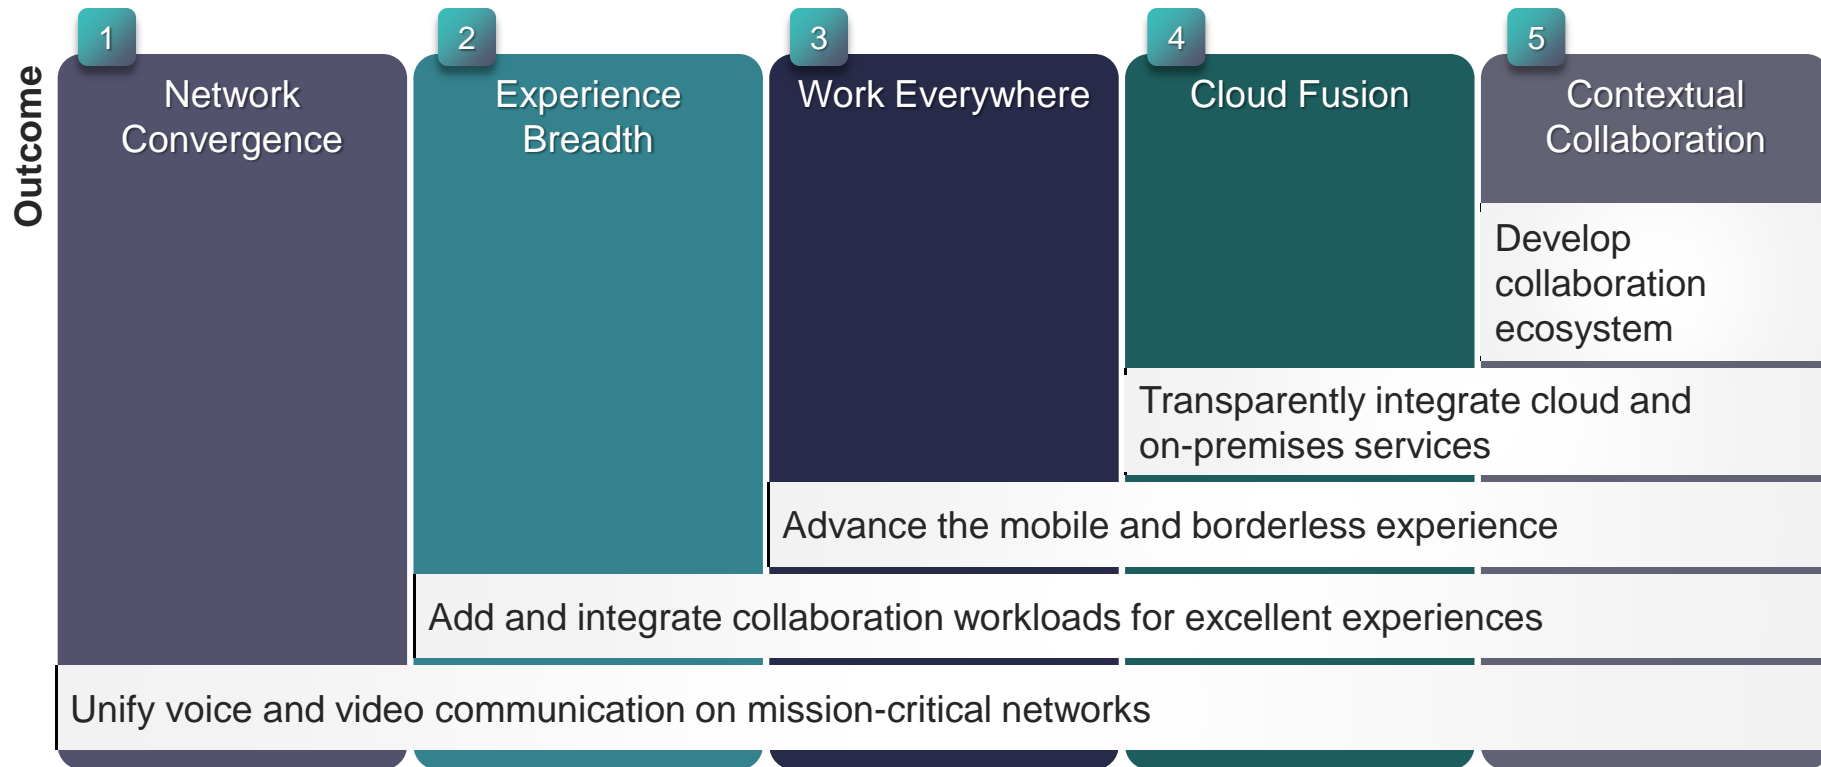 Outcome
1
Network
Convergence
2
Experience
Breadth
3
Work Everywhere
4
Cloud Fusion
5
Contextual
Collaboration
Develop
collaboration
ecosystem
Transparently integrate cloud and
on-premises services
Advance the mobile and borderless experience
Add and integrate collaboration workloads for excellent experiences
Unify voice and video communication on mission-critical networks